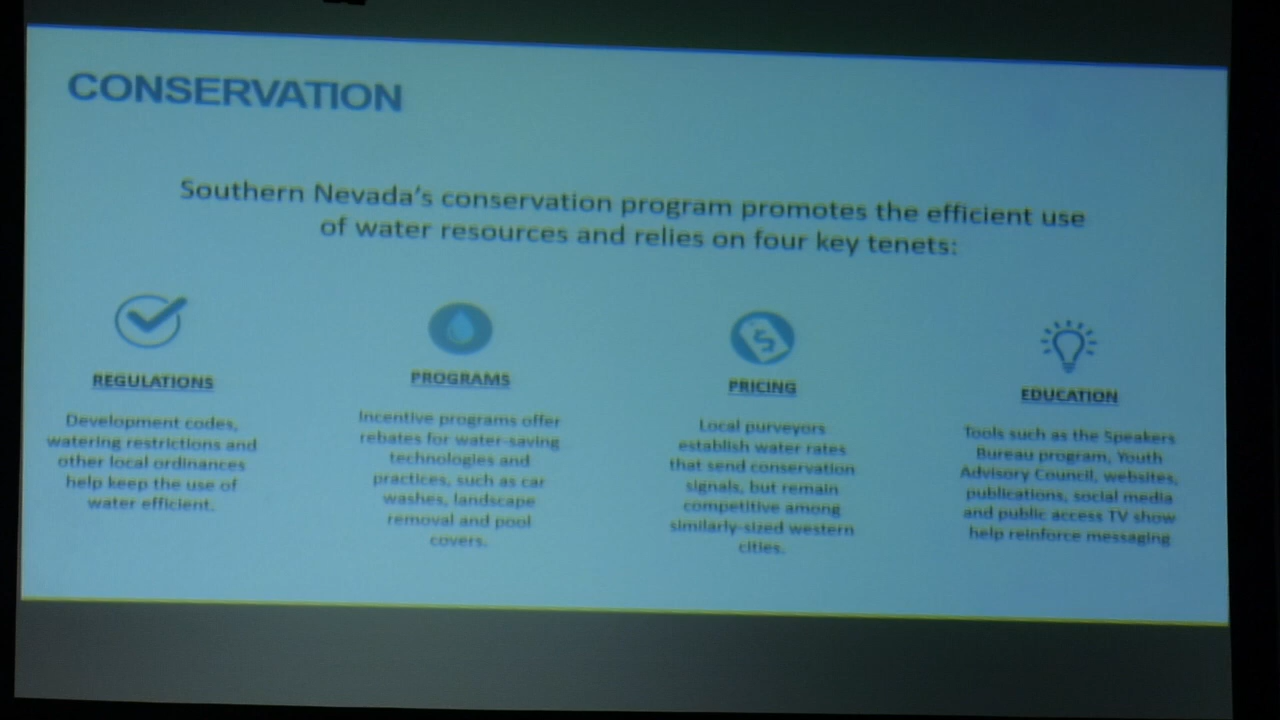 CONSERVATION
Southern Nevada's conservation program promotes the efficient use
of water resources and relies on four key tenets:
REGULATIONS
Development codes,
watering restrictions and
other local ordinances
help keep the use of
water efficient.
PROGRAMS
Incentive programs offer
rebates for water-saving
technologies and
practices, such as car
washes, landscape
removal and pool
covers.
$
PRICING
Local purveyors
establish water rates
that send conservation
signals, but remain
competitive among
similarly-sized western
cities.
EDUCATION
Tools such as the Speakers
Bureau program, Youth
Advisory Council, websites,
publications, social media
and public access TV show
help reinforce messaging